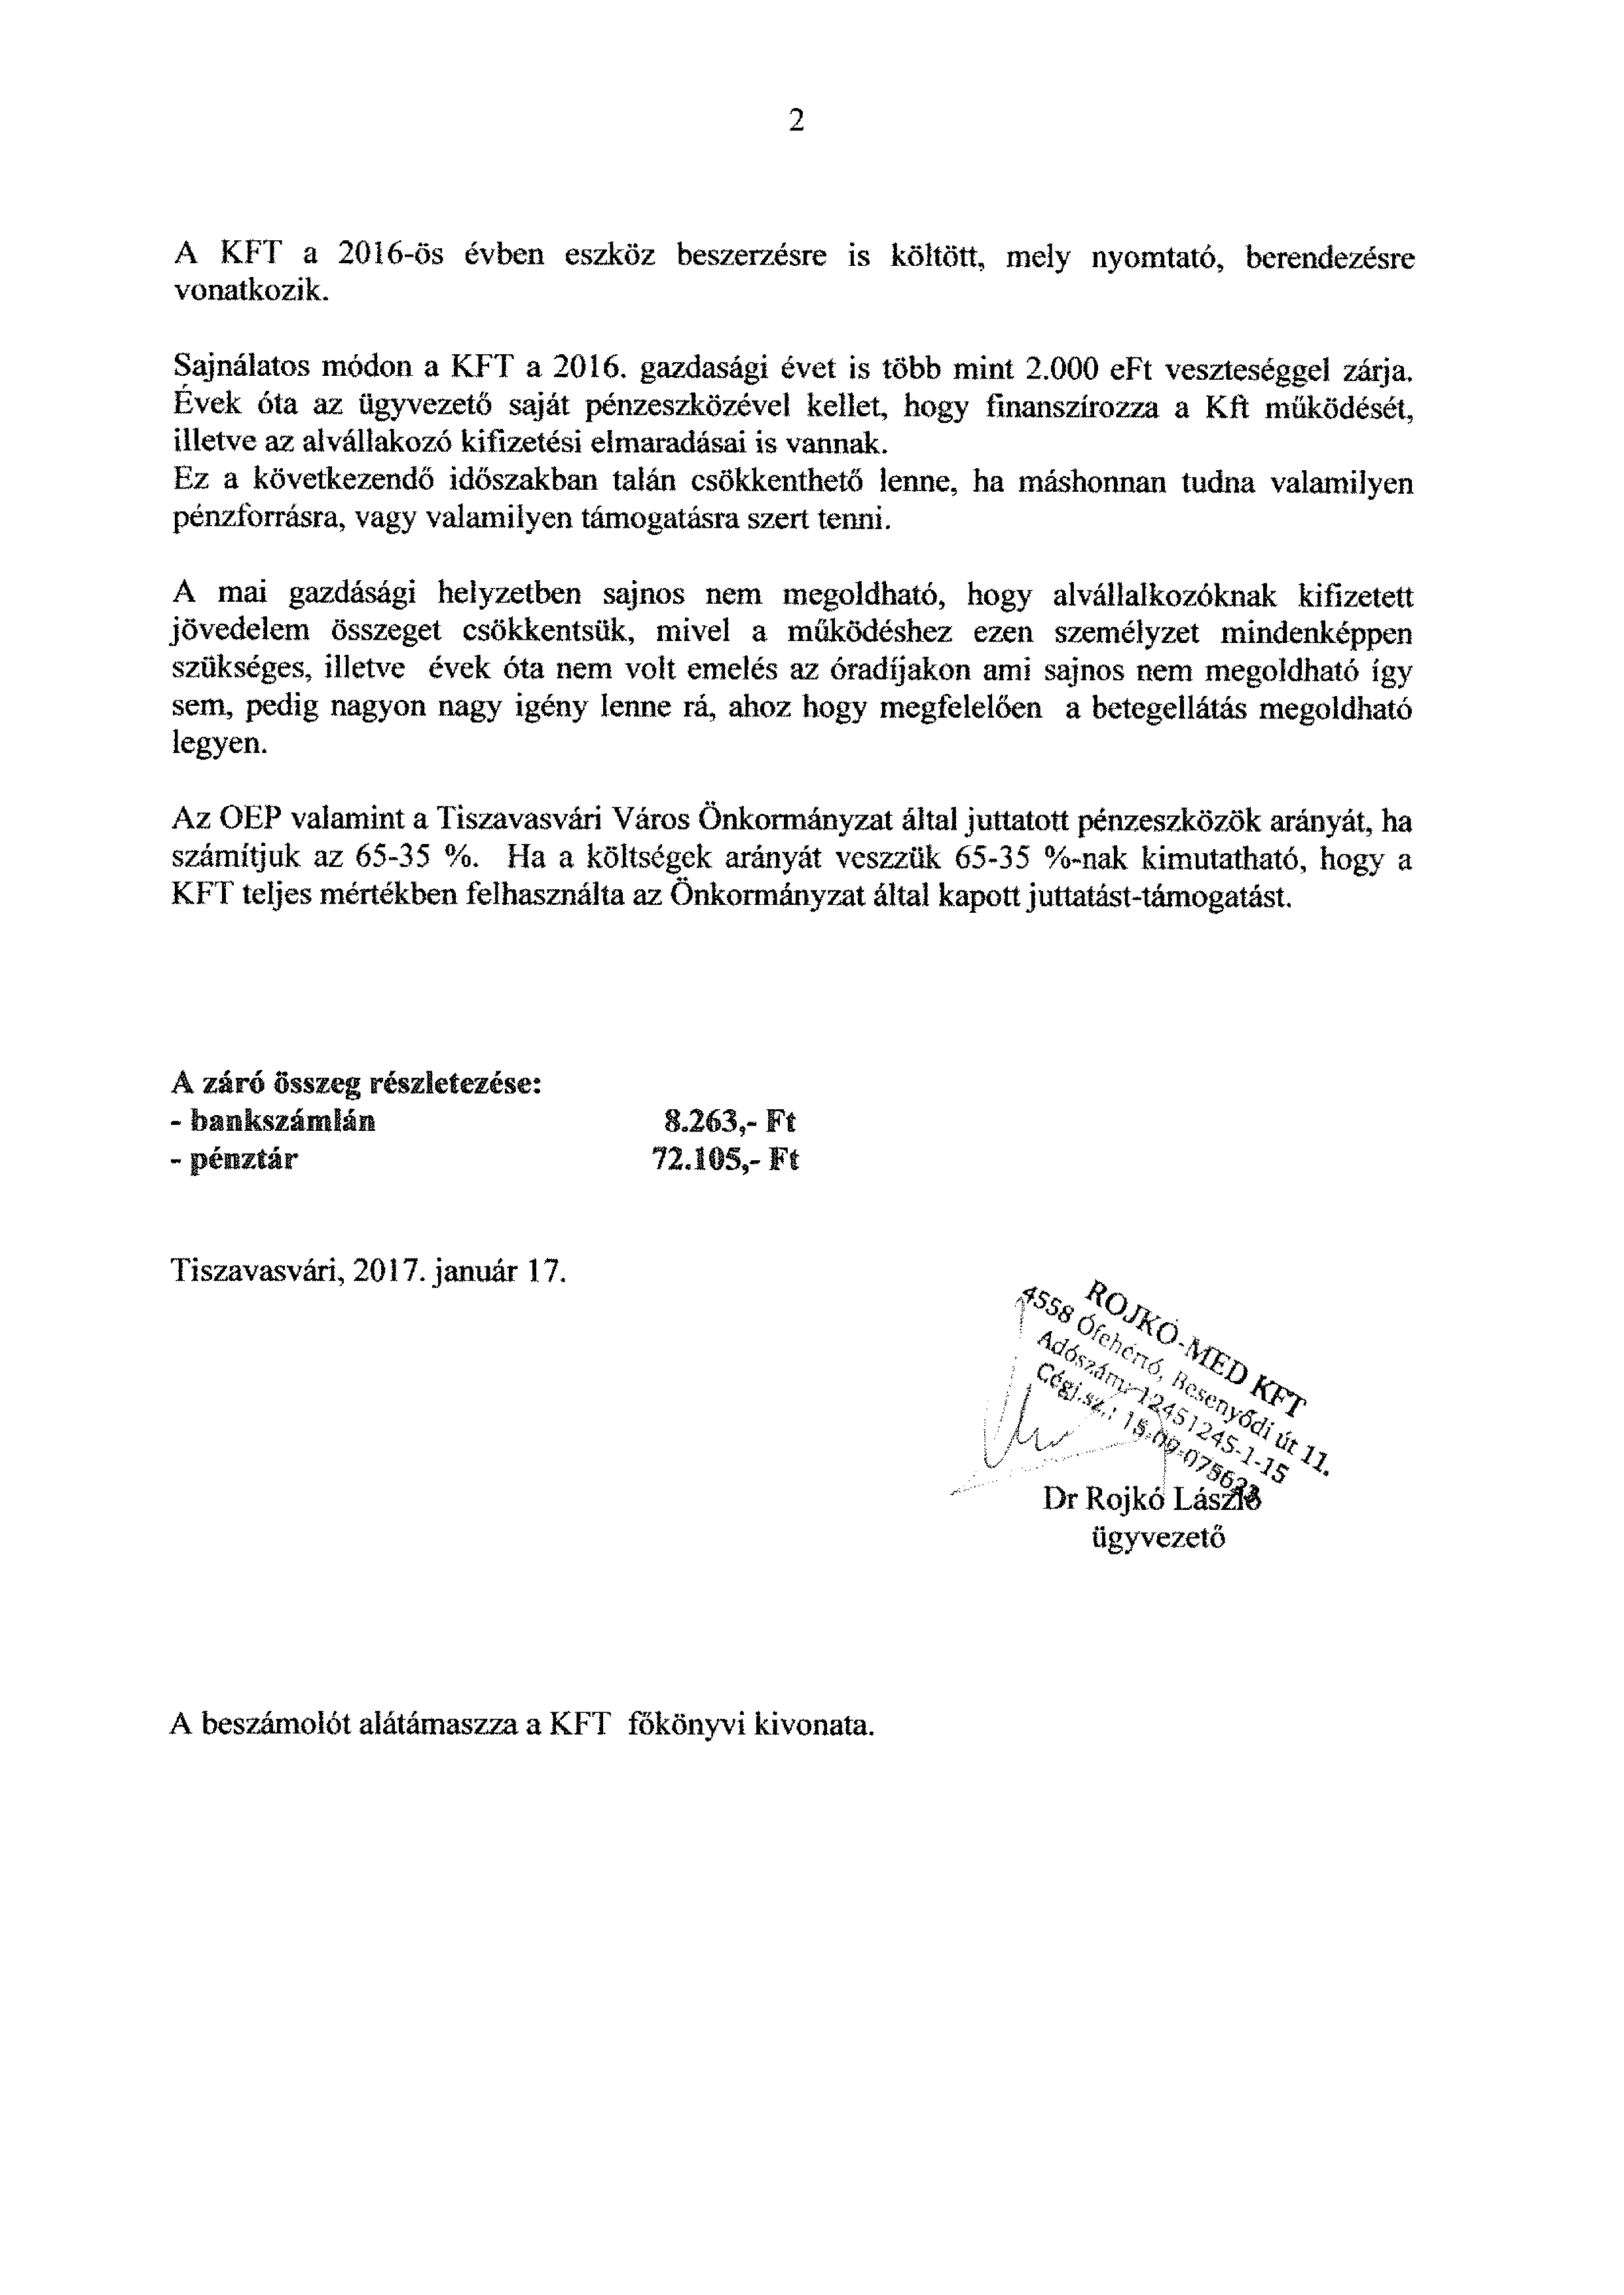 2
A KFT a 2016-ös évben eszköz beszerzésre is költött, mely nyomtató, berendezésre
vonatkozik.
Sajnálatos módon a KFT a 2016. gazdasági évet is több mint 2.000 eFt veszteséggel zárja.
Évek óta az ügyvezető saját pénzeszközével kellet, hogy finanszírozza a Kft működését,
illetve az alvállakozó kifizetési elmaradásai is vannak.
Ez a következendő időszakban talán csökkenthető lenne, ha máshonnan tudna valamilyen
pénzforrásra, vagy valamilyen támogatásra szert tenni.
A mai gazdásági helyzetben sajnos nem megoldható, hogy alvállalkozóknak kifizetett
jövedelem összeget csökkentsük, mivel a működéshez ezen személyzet mindenképpen
szükséges, illetve évek óta nem volt emelés az óradíjakon ami sajnos nem megoldható így
sem, pedig nagyon nagy igény lenne rá, ahoz hogy megfelelően a betegellátás megoldható
legyen.
Az OEP valamint a Tiszavasvári Város Önkormányzat által juttatott pénzeszközök arányát, ha
számítjuk az 65-35 %. Ha a költségek arányát vesszük 65-35 %-nak kimutatható, hogy a
KFT teljes mértékben felhasználta az Önkormányzat által kapott juttatást-támogatást.
A záró összeg részletezése:
- bankszámlán 8.263,- Ft
- pénztár 72.105,- Ft
Tiszavasvári, 2017. január 17.
ROJKÓ-MED KFT
4558 Ófehértó, Besenyődi út 11.
Adószám: 12451245-1-15
Cégj.sz.:
Dr Rojkó László
ügyvezető
A beszámolót alátámaszza a KFT főkönyvi kivonata.